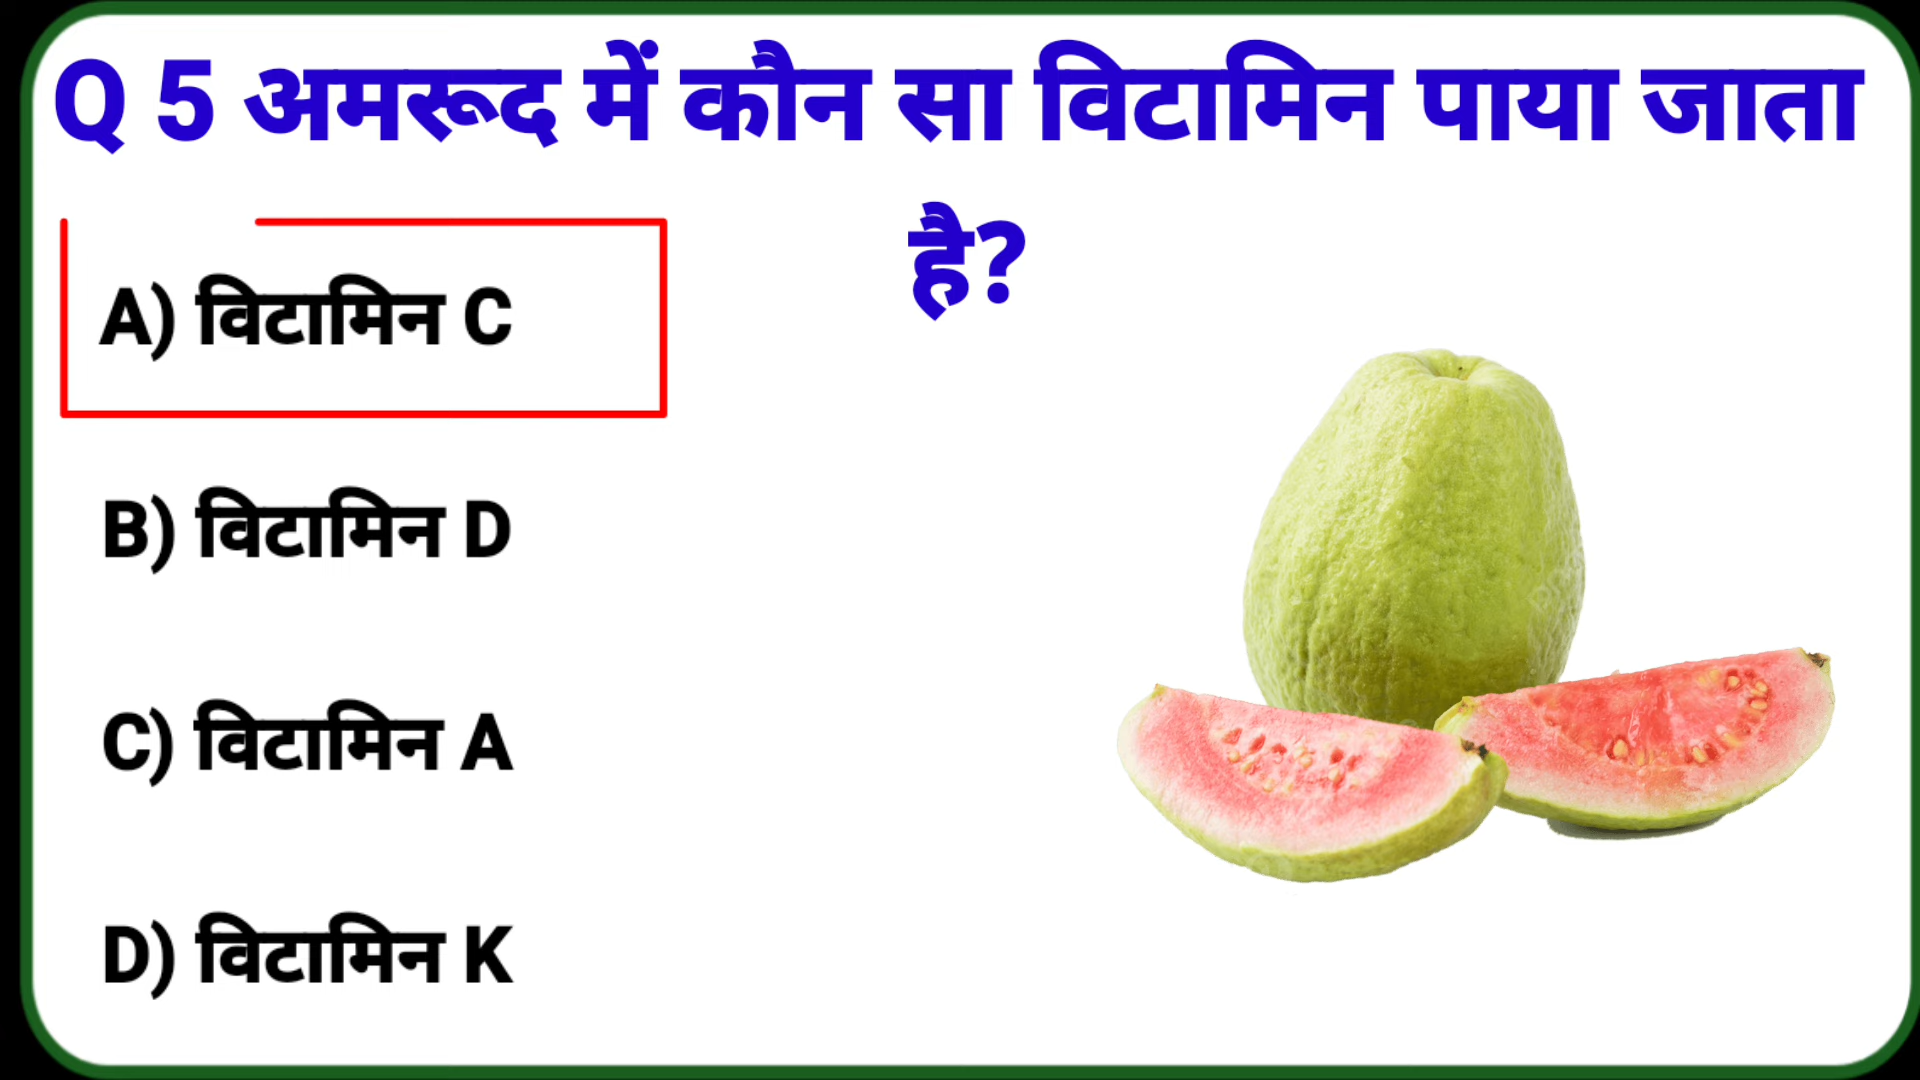 Q 5 अमरूद में कौन सा विटामिन पाया जाता
है?
A) विटामिन C
B) विटामिन D
C) विटामिन A
D) विटामिन K